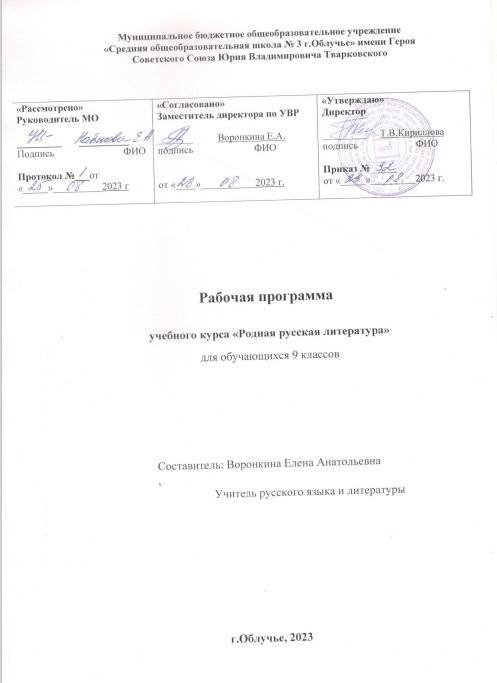 Муниципальное бюджетное общеобразовательное учреждение
«Средняя общеобразовательная школа № 3 г.Облучье» имени Героя
Советского Союза Юрия Владимировича Тварковского
«Рассмотрено»
Руководитель МО
Подпись ФИО
Протокол № 1 от
« 25 » 08 2023 г
«Согласовано»
Заместитель директора по УВР
Воронкина Е.А.
подпись ФИО
от «28» 08 2023 г.
«Утверждаю»
Директор
Т.В.Кириллова
подпись ФИО
Приказ №
от « » 08. 2023 г.
Рабочая программа
учебного курса «Родная русская литература»
для обучающихся 9 классов
Составитель: Воронкина Елена Анатольевна
,
Учитель русского языка и литературы
г.Облучье, 2023